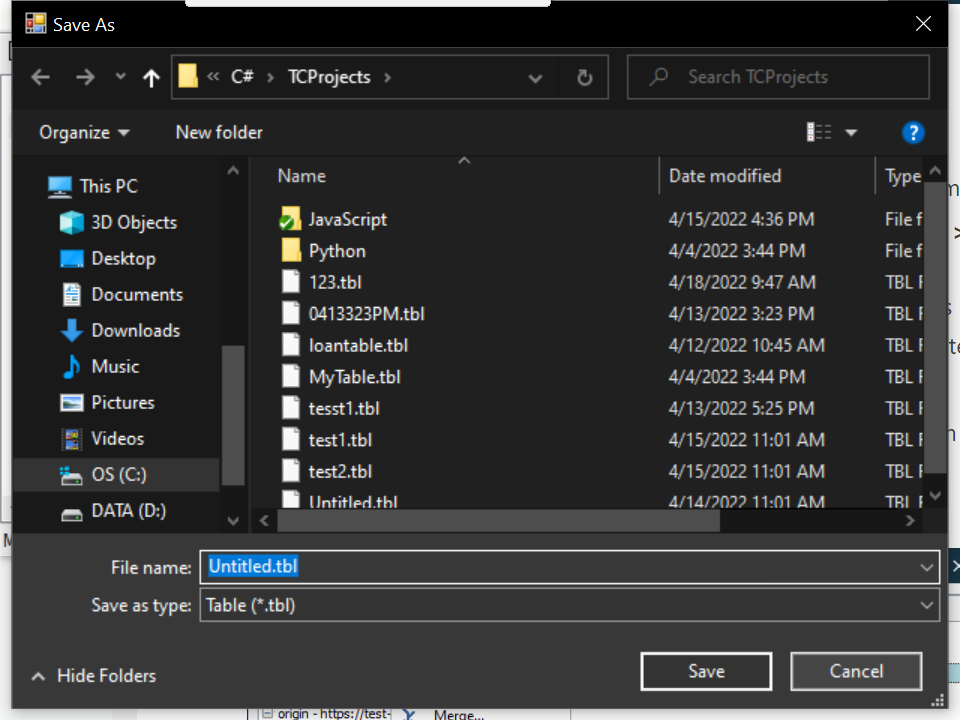 Save As
« C# > TCProjects >
Search TCProjects
Organize
New folder
?
Name
Date modified
Type
This PC
3D Objects
Desktop
Documents
Downloads
Music
Pictures
Videos
OS (C:)
DATA (D:)
JavaScript 4/15/2022 4:36 PM File f
Python 4/4/2022 3:44 PM File f
123.tbl 4/18/2022 9:47 AM TBL F
0413323PM.tbl 4/13/2022 3:23 PM TBL F
loantable.tbl 4/12/2022 10:45 AM TBL F
MyTable.tbl 4/4/2022 3:44 PM TBL F
tesst1.tbl 4/13/2022 5:25 PM TBL F
test1.tbl 4/15/2022 11:01 AM TBL F
test2.tbl 4/15/2022 11:01 AM TBL F
Untitled.tbl 4/14/2022 11:01 AM TBL F
File name: Untitled.tbl
Save as type: Table (*.tbl)
Hide Folders
Save
Cancel
origin - https://test-
Merge...